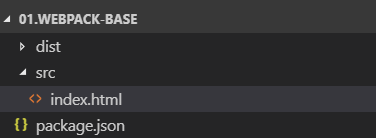 01.WEBPACK-BASE
dist
src
<> index.html
{} package.json